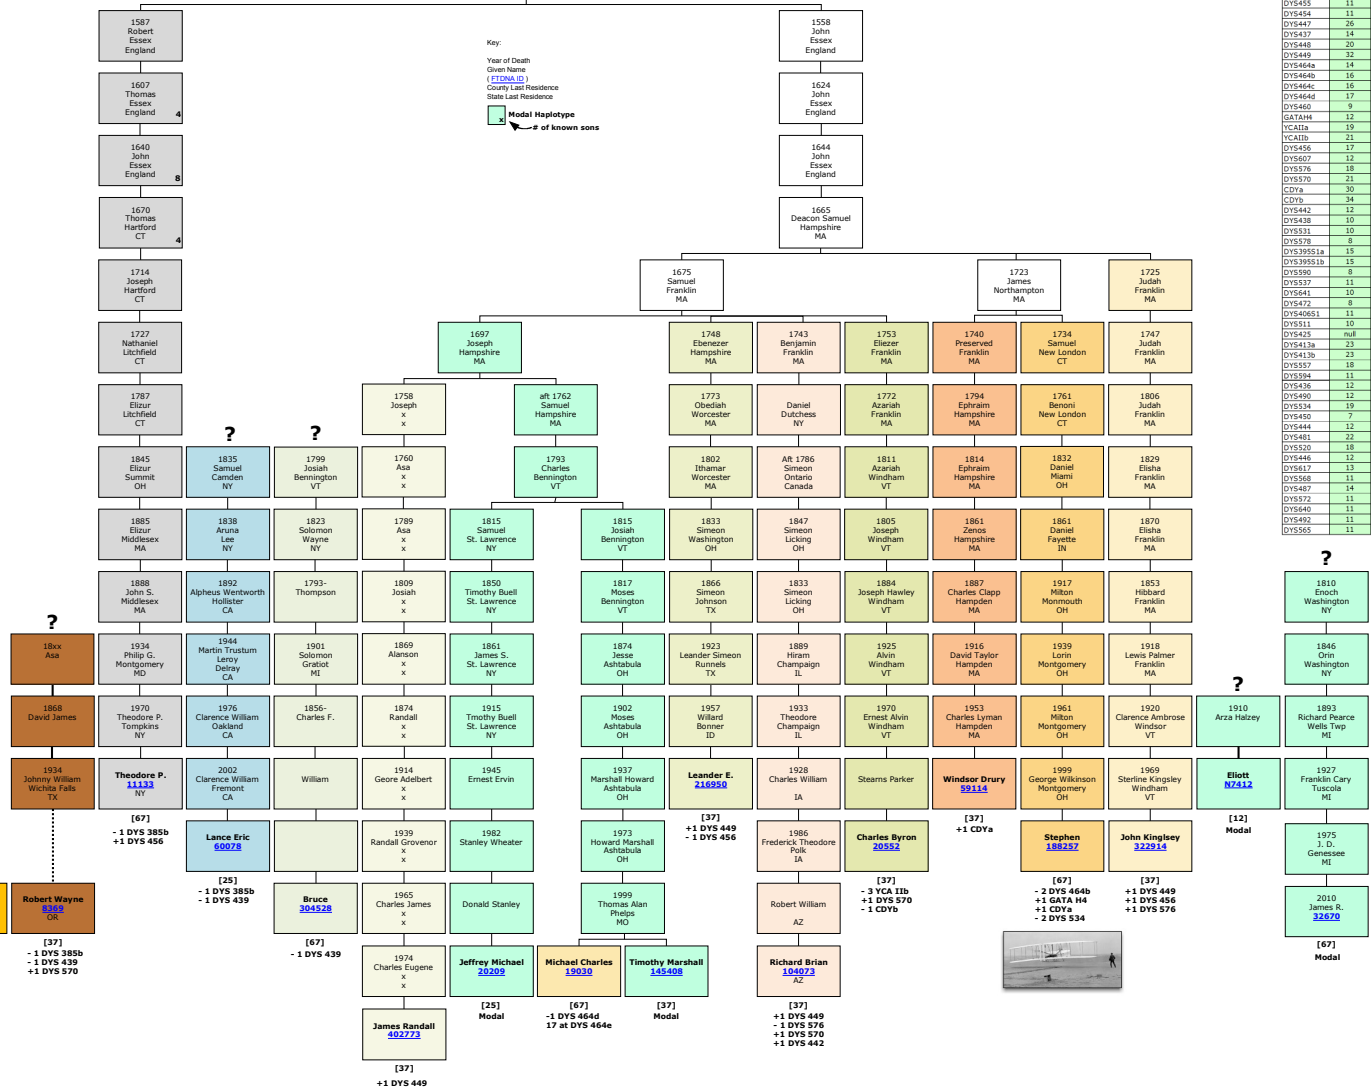 1587
Robert
Essex
England
1607
Thomas
Essex
England
4
1640
John
Essex
England
8
1670
Thomas
Hartford
CT
4
1714
Joseph
Hartford
CT
1727
Nathaniel
Litchfield
CT
1787
Elizur
Litchfield
CT
1845
Elizur
Summit
OH
1885
Elizur
Middlesex
MA
1888
John S.
Middlesex
MA
1934
Philip G.
Montgomery
MD
1970
Theodore P.
Tompkins
NY
Theodore P.
11133
NY
[67]
- 1 DYS 385b
+1 DYS 456
Key:
Year of Death
Given Name
( FTDNA ID )
County Last Residence
State Last Residence
x
Modal Haplotype
# of known sons
1558
John
Essex
England
1624
John
Essex
England
1644
John
Essex
England
1665
Deacon Samuel
Hampshire
MA
1675
Samuel
Franklin
MA
1723
James
Northampton
MA
1725
Judah
Franklin
MA
?
18xx
Asa
1868
David James
1934
Johnny William
Wichita Falls
TX
Robert Wayne
8369
OR
[37]
- 1 DYS 385b
- 1 DYS 439
+1 DYS 570
?
1835
Samuel
Camden
NY
1838
Aruna
Lee
NY
1892
Alpheus Wentworth
Hollister
CA
1944
Martin Trustum
Leroy
Delray
CA
1976
Clarence William
Oakland
CA
2002
Clarence William
Fremont
CA
Lance Eric
60078
[25]
- 1 DYS 385b
- 1 DYS 439
?
1799
Josiah
Bennington
VT
1823
Solomon
Wayne
NY
1793-
Thompson
1901
Solomon
Gratiot
MI
1856-
Charles F.
William
Bruce
304528
[67]
- 1 DYS 439
1697
Joseph
Hampshire
MA
1758
Joseph
x
x
1760
Asa
x
x
1789
Asa
x
x
1809
Josiah
x
x
1869
Alanson
x
x
1874
Randall
x
x
1914
Geore Adelbert
x
x
1939
Randall Grovenor
x
x
1965
Charles James
x
x
1974
Charles Eugene
x
x
James Randall
402773
[37]
+1 DYS 449
aft 1762
Samuel
Hampshire
MA
1793
Charles
Bennington
VT
1815
Samuel
St. Lawrence
NY
1850
Timothy Buell
St. Lawrence
NY
1861
James S.
St. Lawrence
NY
1915
Tmothy Buell
St. Lawrence
NY
1945
Ernest Ervin
1982
Stanley Wheater
Donald Stanley
Jeffrey Michael
20209
[25]
Modal
1815
Josiah
Bennington
VT
1817
Moses
Bennington
VT
1874
Jesse
Ashtabula
OH
1902
Moses
Ashtabula
OH
1937
Marshall Howard
Ashtabula
OH
1973
Howard Marshall
Ashtabula
OH
1999
Thomas Alan
Phelps
MO
Michael Charles
19030
[67]
-1 DYS 464d
17 at DYS 464e
Timothy Marshall
145408
[37]
Modal
1748
Ebenezer
Hampshire
MA
1773
Obediah
Worcester
MA
1802
Ithamar
Worcester
MA
1833
Simeon
Washington
OH
1866
Simeon
Johnson
TX
1923
Leander Simeon
Runnels
TX
1957
Willard
Bonner
ID
Leander E.
216950
[37]
+1 DYS 449
- 1 DYS 456
1743
Benjamin
Franklin
MA
Daniel
Dutchess
NY
Aft 1786
Simeon
Ontario
Canada
1847
Simeon
Licking
OH
1833
Simeon
Licking
OH
1889
Hiram
Champaign
IL
1933
Theodore
Champaign
IL
1928
Charles William
IA
1986
Frederick Theodore
Polk
IA
Robert William
AZ
Richard Brian
104073
AZ
[37]
+1 DYS 449
- 1 DYS 576
+1 DYS 570
+1 DYS 442
1753
Eliezer
Franklin
MA
1772
Azariah
Franklin
MA
1811
Azariah
Windham
VT
1805
Joseph
Windham
VT
1884
Joseph Hawley
Windham
VT
1925
Alvin
Windham
VT
1970
Ernest Alvin
Windham
VT
Stearns Parker
Charles Byron
20552
[37]
- 3 YCA IIb
+1 DYS 570
- 1 CDYb
1740
Preserved
Franklin
MA
1794
Ephraim
Hampshire
MA
1814
Ephraim
Hampshire
MA
1861
Zenos
Hampshire
MA
1887
Charles Clapp
Hampden
MA
1916
David Taylor
Hampden
MA
1953
Charles Lyman
Hampden
MA
Windsor Drury
59114
[37]
+1 CDYa
1734
Samuel
New London
CT
1761
Benoni
New London
CT
1832
Daniel
Miami
OH
1861
Daniel
Fayette
IN
1917
Milton
Monmouth
OH
1939
Lorin
Montgomery
OH
1961
Milton
Montgomery
OH
1999
George Wilkinson
Montgomery
OH
Stephen
188257
[67]
- 2 DYS 464b
+1 GATA H4
+1 CDYa
- 2 DYS 534
1747
Judah
Franklin
MA
1806
Judah
Franklin
MA
1829
Elisha
Franklin
MA
1870
Elisha
Franklin
MA
1853
Hibbard
Franklin
MA
1918
Lewis Palmer
Franklin
MA
1920
Clarence Ambrose
Windsor
VT
1969
Sterline Kingsley
Windham
VT
John Kinglsey
322914
[37]
+1 DYS 449
+1 DYS 456
+1 DYS 576
?
1910
Arza Halzey
Eliott
N7412
[12]
Modal
?
1810
Enoch
Washington
NY
1846
Orin
Washington
NY
1893
Richard Pearce
Wells Twp
MI
1927
Franklin Cary
Tuscola
MI
1975
J. D.
Genessee
MI
2010
James R.
32670
[67]
Modal
DYS455 11
DYS454 11
DYS447 26
DYS437 14
DYS448 20
DYS449 32
DYS464a 14
DYS464b 16
DYS464c 16
DYS464d 17
DYS460 9
GATAH4 12
YCAIIa 19
YCAIIb 21
DYS456 17
DYS607 12
DYS576 18
DYS570 21
CDYa 30
CDYb 34
DYS442 12
DYS438 10
DYS531 10
DYS578 8
DYS395S1a 15
DYS395S1b 15
DYS590 8
DYS537 11
DYS641 10
DYS472 8
DYS406S1 11
DYS511 10
DYS425 null
DYS413a 23
DYS413b 23
DYS557 18
DYS594 11
DYS436 12
DYS490 12
DYS534 19
DYS450 7
DYS444 12
DYS481 22
DYS520 18
DYS446 12
DYS617 13
DYS568 11
DYS487 14
DYS572 11
DYS640 11
DYS492 11
DYS565 11